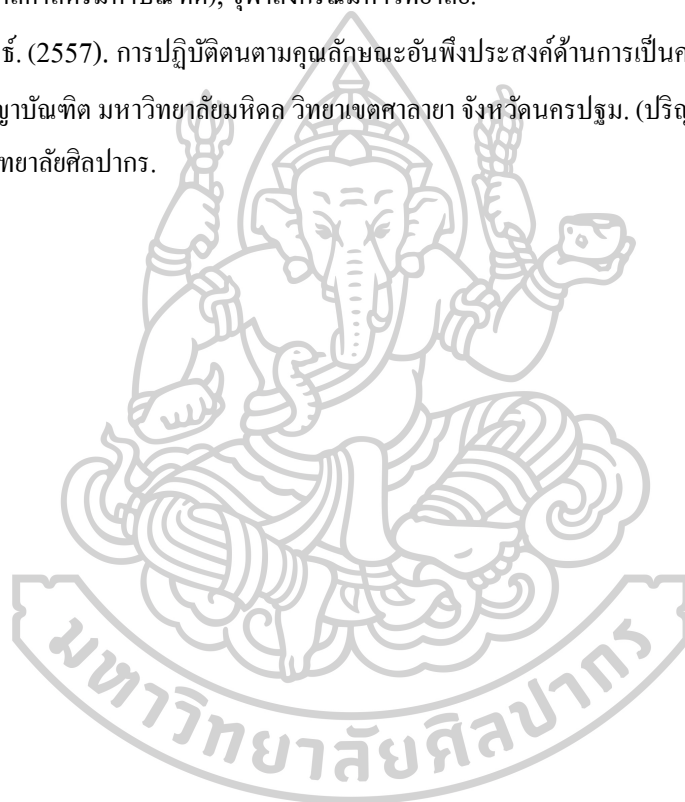 ธ์. (2557). การปฏิบัติตนตามคุณลักษณะอันพึงประสงค์ด้านการเป็นค
ญาบัณฑิต มหาวิทยาลัยมหิดล วิทยาเขตศาลายา จังหวัดนครปฐม. (ปริญ
ทยาลัยศิลปากร.
มหาวิทยาลัยศิลปากร